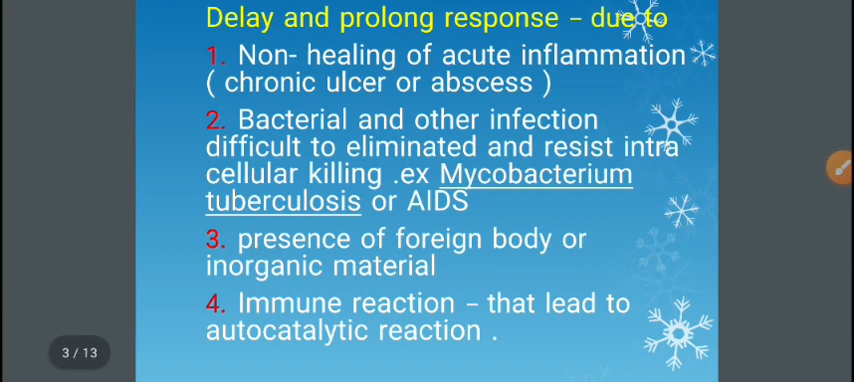 Delay and prolong response – due to
1. Non- healing of acute inflammation
( chronic ulcer or abscess )
2. Bacterial and other infection
difficult to eliminated and resist intra
cellular killing .ex Mycobacterium
tuberculosis or AIDS
3. presence of foreign body or
inorganic material
4. Immune reaction – that lead to
autocatalytic reaction .
3 / 13